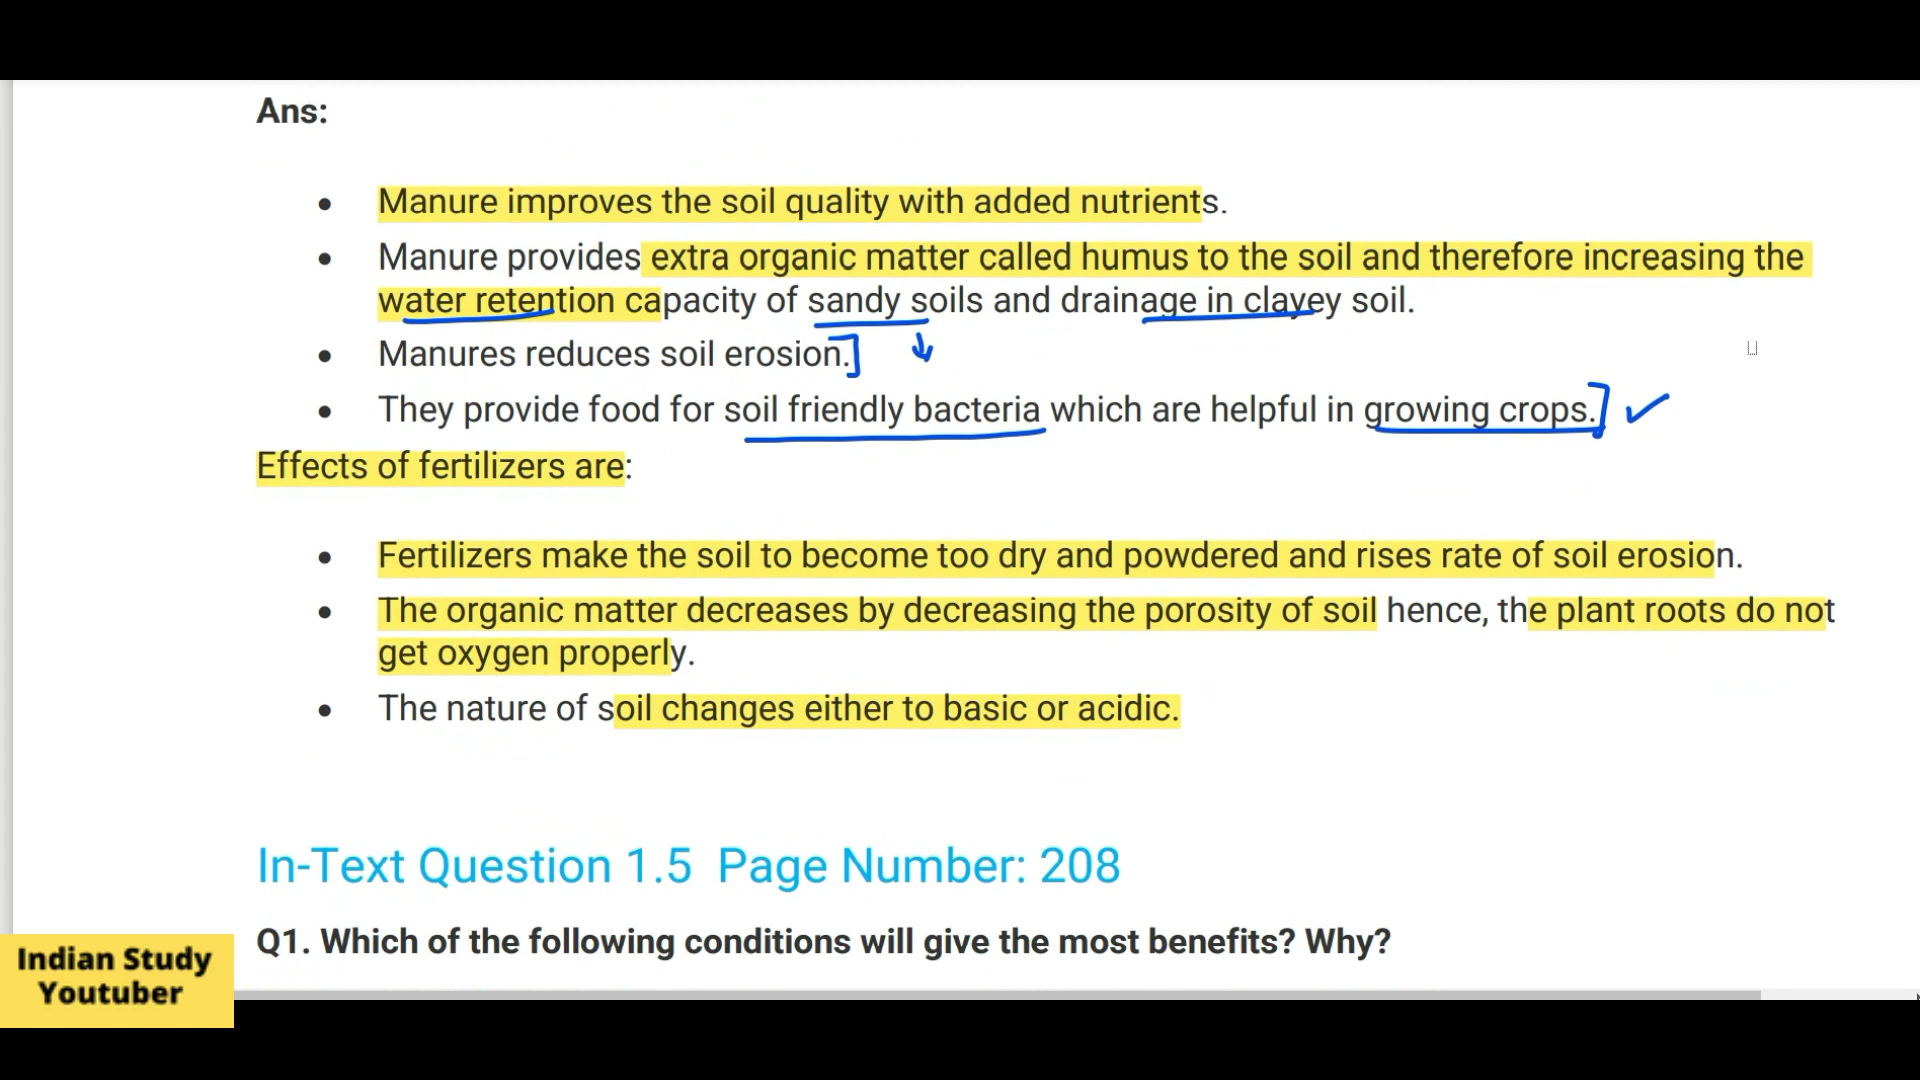 Ans:
• Manure improves the soil quality with added nutrients.
• Manure provides extra organic matter called humus to the soil and therefore increasing the
water retention capacity of sandy soils and drainage in clayey soil.
• Manures reduces soil erosion.
• They provide food for soil friendly bacteria which are helpful in growing crops.
Effects of fertilizers are:
• Fertilizers make the soil to become too dry and powdered and rises rate of soil erosion.
• The organic matter decreases by decreasing the porosity of soil hence, the plant roots do not
get oxygen properly.
• The nature of soil changes either to basic or acidic.
In-Text Question 1.5 Page Number: 208
Q1. Which of the following conditions will give the most benefits? Why?
Indian Study
Youtuber